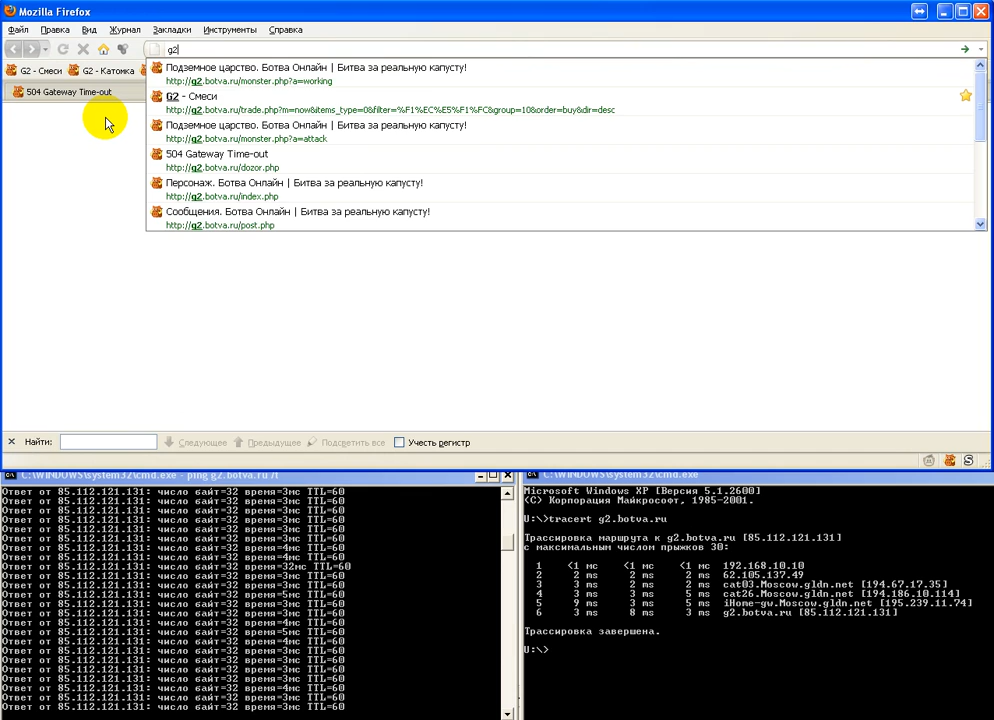 Mozilla Firefox
Файл Правка Вид Журнал Закладки Инструменты Справка
g2
G2 - Смеси G2 - Катомка
504 Gateway Time-out
Подземное царство. Ботва Онлайн | Битва за реальную капусту!
http://g2.botva.ru/monster.php?a=working
G2 - Смеси
http://g2.botva.ru/trade.php?m=now&items_type=0&filter=%F1%EC%E5%F1%FC&group=10&order=buy&dir=desc
Подземное царство. Ботва Онлайн | Битва за реальную капусту!
http://g2.botva.ru/monster.php?a=attack
504 Gateway Time-out
http://g2.botva.ru/dozor.php
Персонаж. Ботва Онлайн | Битва за реальную капусту!
http://g2.botva.ru/index.php
Сообщения. Ботва Онлайн | Битва за реальную капусту!
http://g2.botva.ru/post.php
Найти: Следующее Предыдущее Подсветить все Учесть регистр
C:\WINDOWS\system32\cmd.exe - ping g2.botva.ru /t
Ответ от 85.112.121.131: число байт=32 время=3мс TTL=60
Ответ от 85.112.121.131: число байт=32 время=3мс TTL=60
Ответ от 85.112.121.131: число байт=32 время=3мс TTL=60
Ответ от 85.112.121.131: число байт=32 время=3мс TTL=60
Ответ от 85.112.121.131: число байт=32 время=3мс TTL=60
Ответ от 85.112.121.131: число байт=32 время=3мс TTL=60
Ответ от 85.112.121.131: число байт=32 время=4мс TTL=60
Ответ от 85.112.121.131: число байт=32 время=4мс TTL=60
Ответ от 85.112.121.131: число байт=32 время=32мс TTL=60
Ответ от 85.112.121.131: число байт=32 время=3мс TTL=60
Ответ от 85.112.121.131: число байт=32 время=3мс TTL=60
Ответ от 85.112.121.131: число байт=32 время=5мс TTL=60
Ответ от 85.112.121.131: число байт=32 время=3мс TTL=60
Ответ от 85.112.121.131: число байт=32 время=3мс TTL=60
Ответ от 85.112.121.131: число байт=32 время=4мс TTL=60
Ответ от 85.112.121.131: число байт=32 время=5мс TTL=60
Ответ от 85.112.121.131: число байт=32 время=4мс TTL=60
Ответ от 85.112.121.131: число байт=32 время=3мс TTL=60
Ответ от 85.112.121.131: число байт=32 время=3мс TTL=60
Ответ от 85.112.121.131: число байт=32 время=3мс TTL=60
Ответ от 85.112.121.131: число байт=32 время=3мс TTL=60
Ответ от 85.112.121.131: число байт=32 время=4мс TTL=60
Ответ от 85.112.121.131: число байт=32 время=3мс TTL=60
Ответ от 85.112.121.131: число байт=32 время=3мс TTL=60
C:\WINDOWS\system32\cmd.exe
Microsoft Windows XP [Версия 5.1.2600]
(C) Корпорация Майкрософт, 1985-2001.
U:\>tracert g2.botva.ru
Трассировка маршрута к g2.botva.ru [85.112.121.131]
с максимальным числом прыжков 30:
1 <1 мс <1 мс <1 мс 192.168.10.10
2 2 ms 2 ms 2 ms 62.105.137.49
3 3 ms 2 ms 2 ms cat03.Moscow.gldn.net [194.67.17.35]
4 3 ms 3 ms 5 ms cat26.Moscow.gldn.net [194.186.10.114]
5 9 ms 3 ms 5 ms iHome-gw.Moscow.gldn.net [195.239.11.74]
6 3 ms 8 ms 3 ms g2.botva.ru [85.112.121.131]
Трассировка завершена.
U:\>